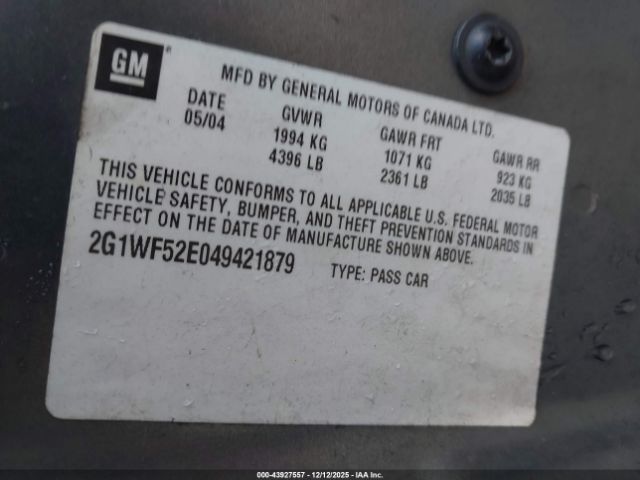 GM
MFD BY GENERAL MOTORS OF CANADA LTD.
DATE GVWR GAWR FRT GAWR RR
05/04 1994 KG 1071 KG 923 KG
4396 LB 2361 LB 2035 LB
THIS VEHICLE CONFORMS TO ALL APPLICABLE U.S. FEDERAL MOTOR
VEHICLE SAFETY, BUMPER, AND THEFT PREVENTION STANDARDS IN
EFFECT ON THE DATE OF MANUFACTURE SHOWN ABOVE.
2G1WF52E049421879 TYPE: PASS CAR
000-43927557 - 12/12/2025 - IAA Inc.